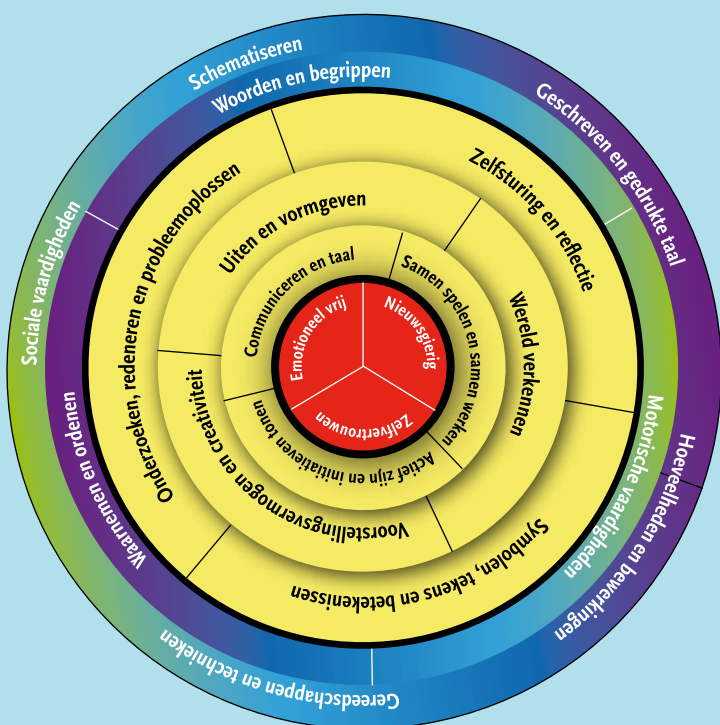 Schematiseren
Woorden en begrippen
Geschreven en gedrukte taal
Sociale vaardigheden
Waarnemen en ordenen
Motorische vaardigheden
Hoeveelheden en bewerkingen
Gereedschappen en technieken
Onderzoeken, redeneren en probleemoplossen
Zelfsturing en reflectie
Symbolen, tekens en betekenissen
Uiten en vormgeven
Wereld verkennen
Voorstellingsvermogen en creativiteit
Communiceren en taal
Samen spelen en samen werken
Actief zijn en initiatieven tonen
Emotioneel vrij
Nieuwsgierig
Zelfvertrouwen